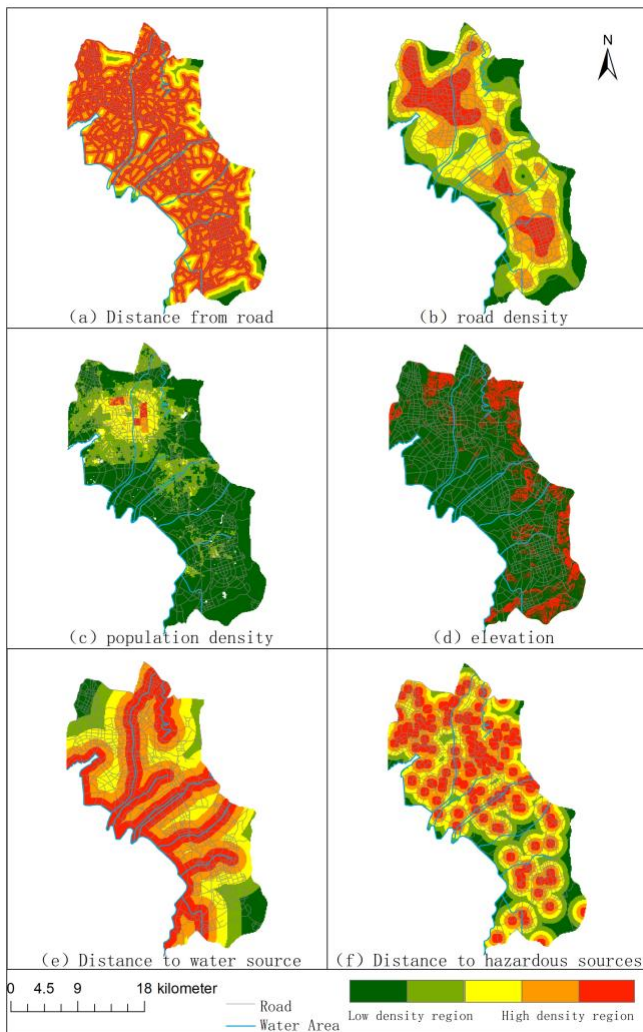 N
（a）Distance from road
（b）road density
（c）population density
（d）elevation
（e）Distance to water source
（f）Distance to hazardous sources
0 4.5 9 18 kilometer
Road
Water Area
Low density region
High density region